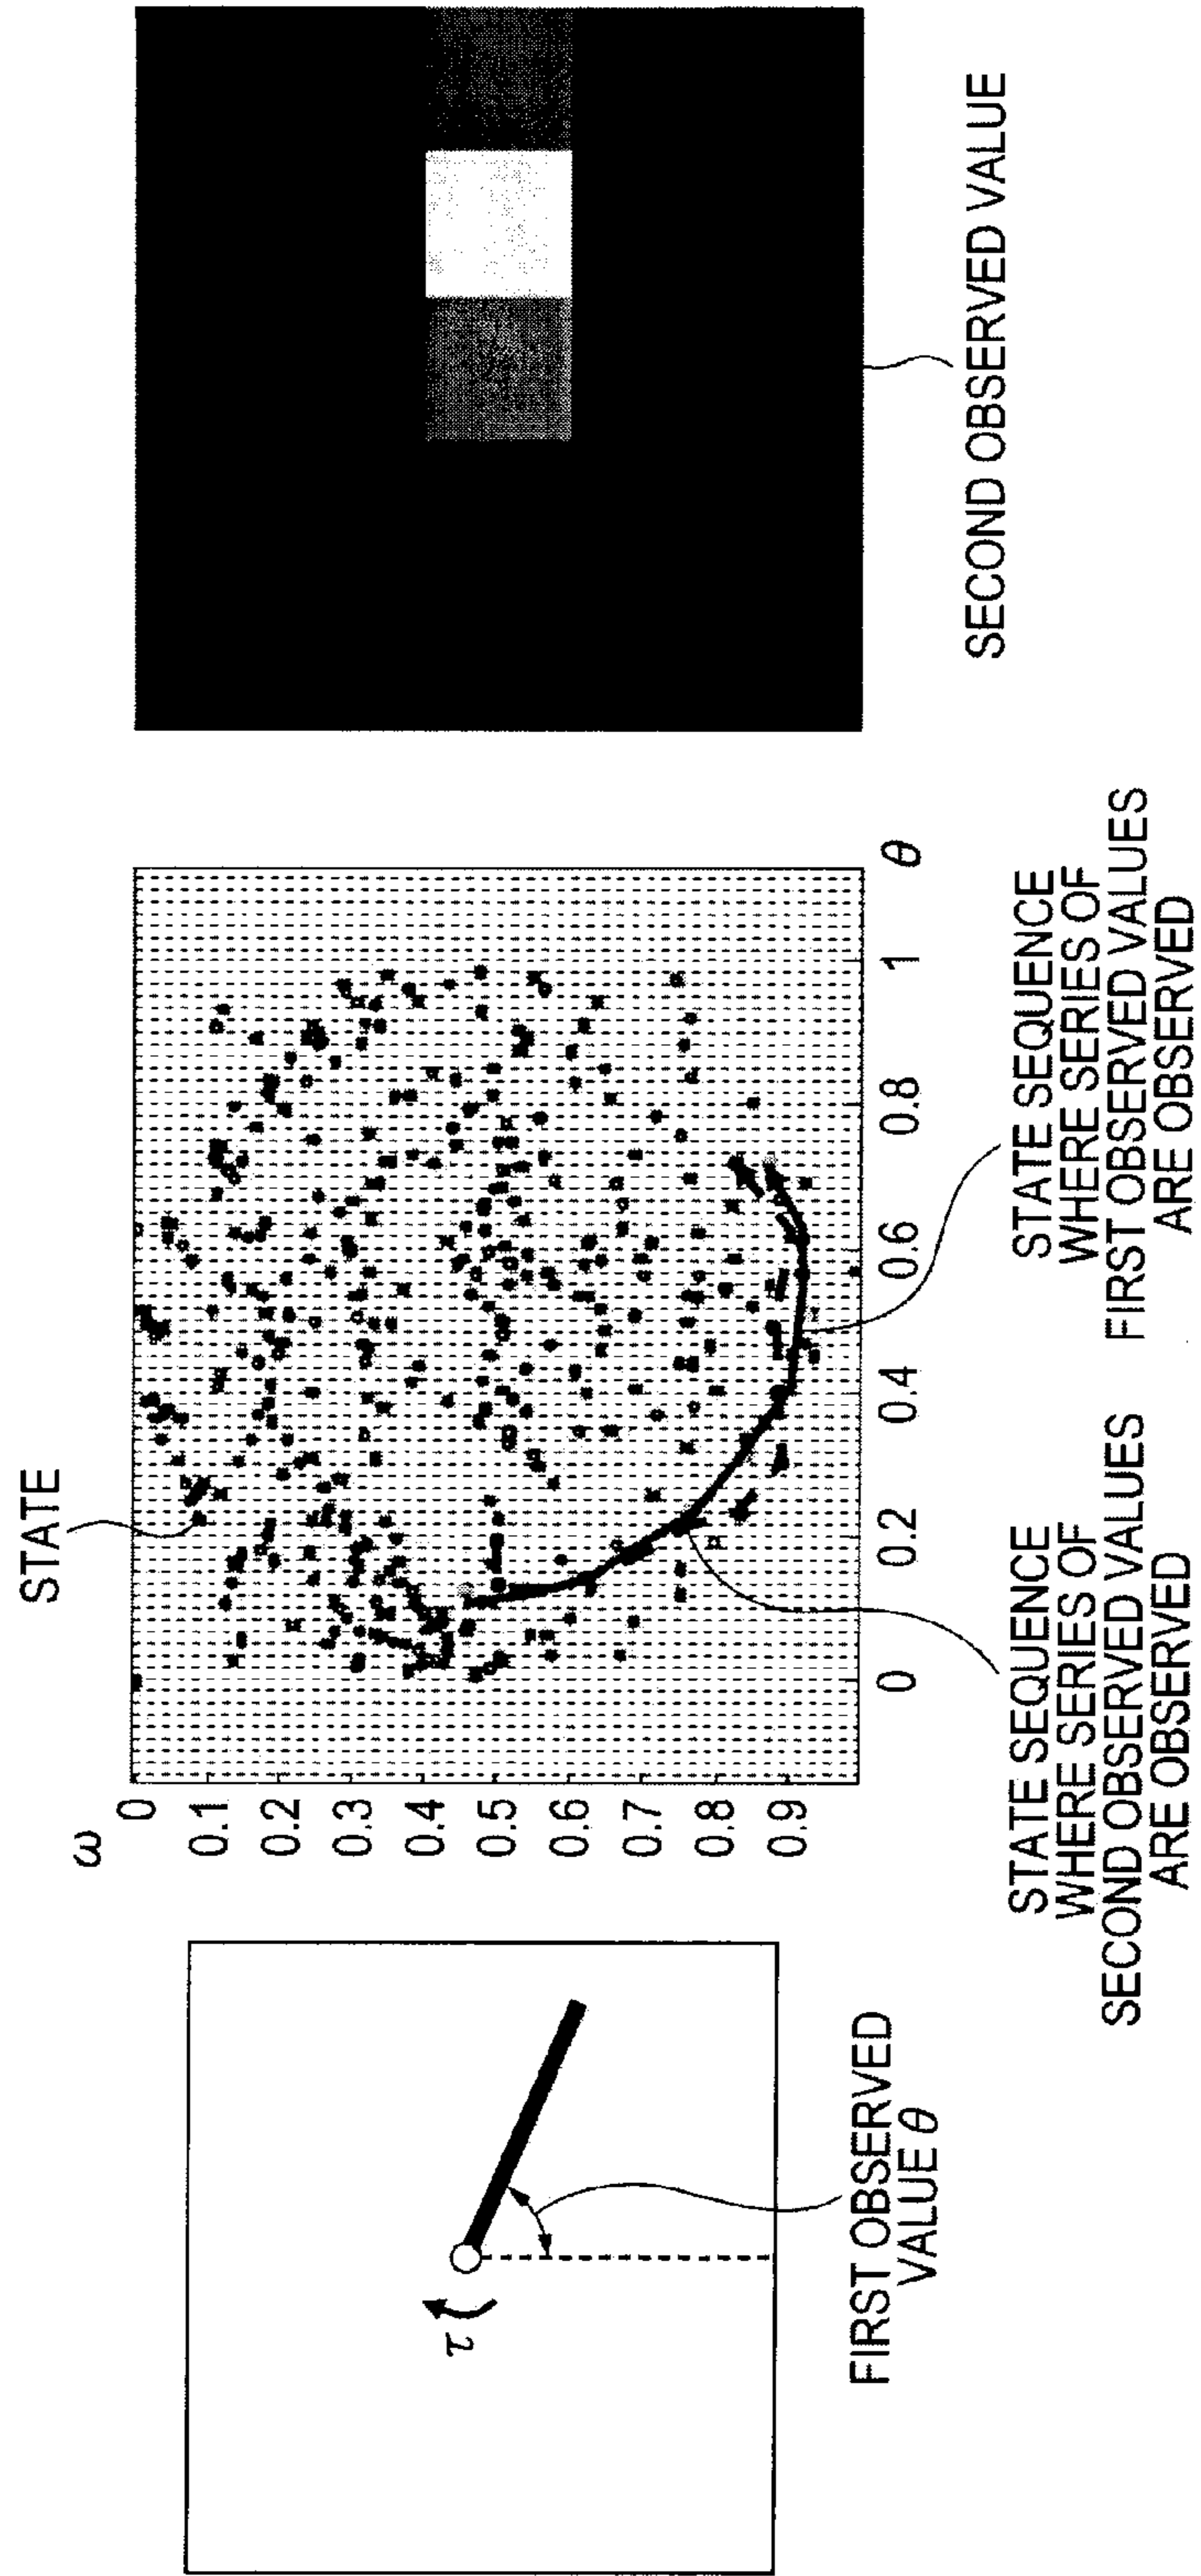 τ
FIRST OBSERVED
VALUE θ
STATE
ω
0
0.1
0.2
0.3
0.4
0.5
0.6
0.7
0.8
0.9
0
0.2
0.4
0.6
0.8
1
θ
STATE SEQUENCE
WHERE SERIES OF
SECOND OBSERVED VALUES
ARE OBSERVED
STATE SEQUENCE
WHERE SERIES OF
FIRST OBSERVED VALUES
ARE OBSERVED
SECOND OBSERVED VALUE